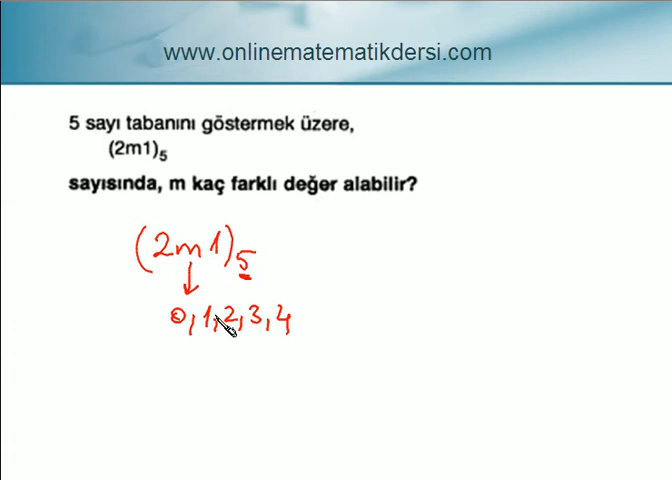 www.onlinematematikdersi.com
5 sayı tabanını göstermek üzere,
(2m1)₅
sayısında, m kaç farklı değer alabilir?
(2m1)₅
0, 1, 2, 3, 4